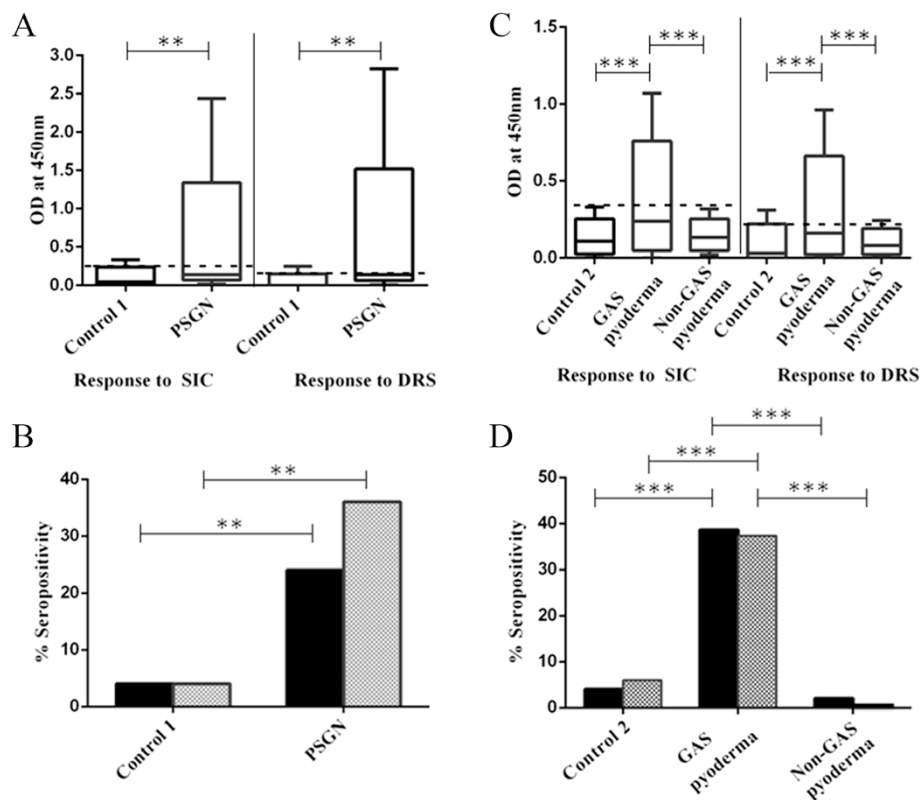 A
** **
3.0
2.5
2.0
1.5
1.0
0.5
0.0
OD at 450nm
Control 1 PSGN Control 1 PSGN
Response to SIC Response to DRS
C
*** *** *** ***
1.5
1.0
0.5
0.0
OD at 450nm
Control 2 GAS pyoderma Non-GAS pyoderma Control 2 GAS pyoderma Non-GAS pyoderma
Response to SIC Response to DRS
B
**
**
40
30
20
10
0
% Seropositivity
Control 1 PSGN
D
***
***
*** ***
50
40
30
20
10
0
% Seropositivity
Control 2 GAS pyoderma Non-GAS pyoderma